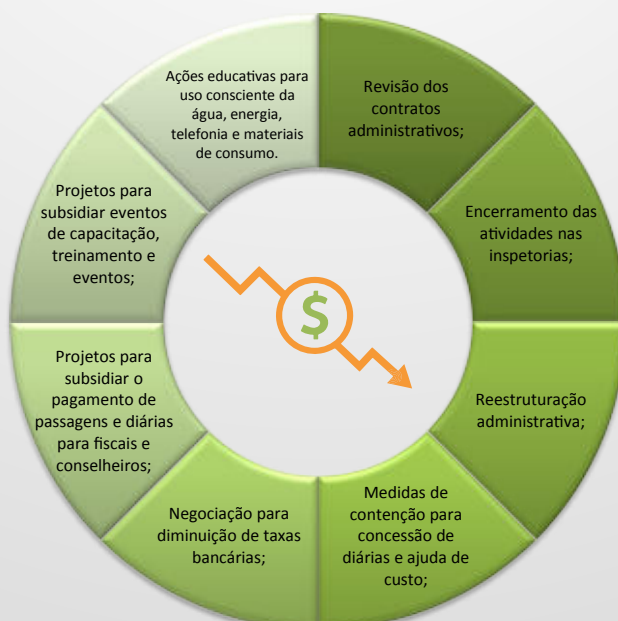 Revisão dos
contratos
administrativos;
Encerramento das
atividades nas
inspetorias;
Reestruturação
administrativa;
Medidas de
contenção para
concessão de
diárias e ajuda de
custo;
Negociação para
diminuição de taxas
bancárias;
Projetos para
subsidiar o
pagamento de
passagens e diárias
para fiscais e
conselheiros;
Projetos para
subsidiar eventos
de capacitação,
treinamento e
eventos;
Ações educativas para
uso consciente da
água, energia,
telefonia e materiais
de consumo.
$